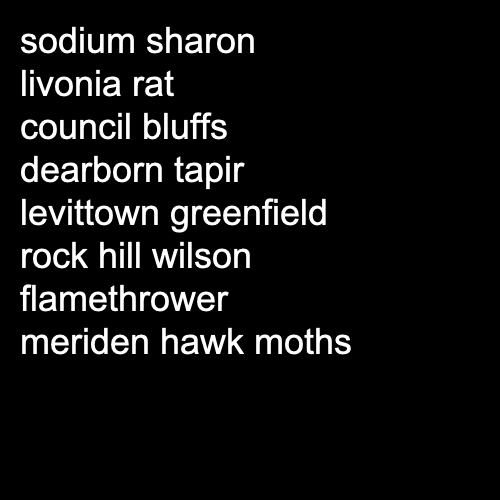 sodium sharon
livonia rat
council bluffs
dearborn tapir
levittown greenfield
rock hill wilson
flamethrower
meriden hawk moths